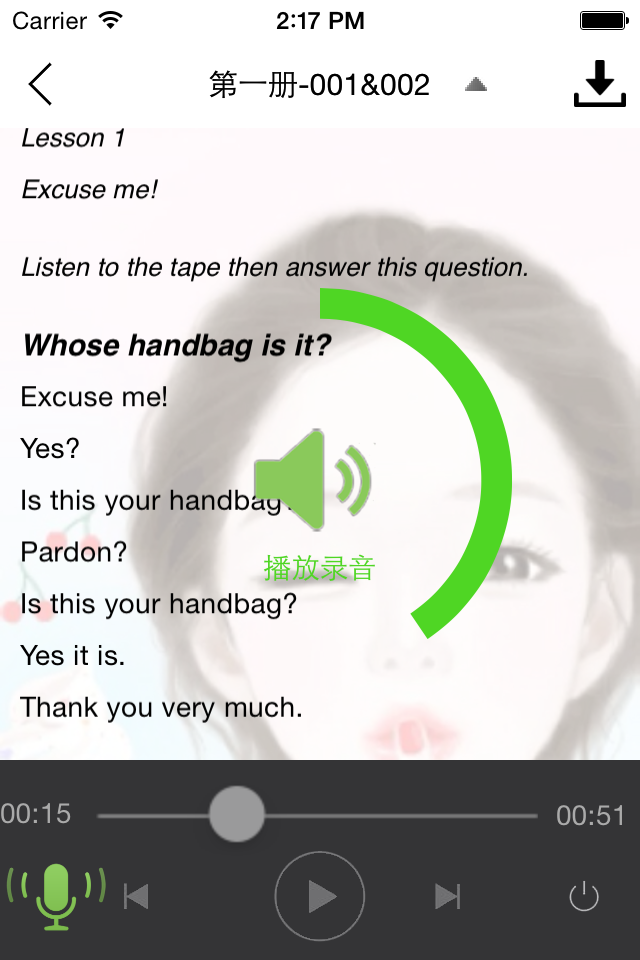 Carrier 2:17 PM
第一册-001&002
Lesson 1
Excuse me!
Listen to the tape then answer this question.
Whose handbag is it?
Excuse me!
Yes?
Is this your handbag?
Pardon?
播放录音
Is this your handbag?
Yes it is.
Thank you very much.
00:15 00:51